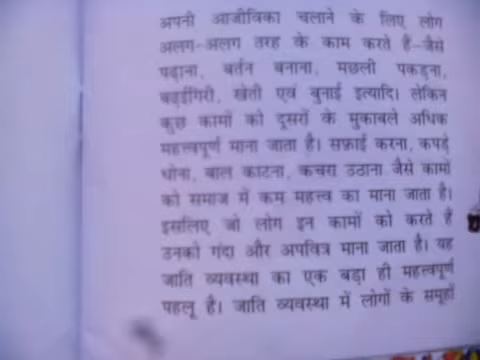 अपनी आजीविका चलाने के लिए लोग
अलग-अलग तरह के काम करते हैं-जैसे
पढ़ाना, बर्तन बनाना, मछली पकड़ना,
बढ़ईगिरी, खेती एवं बुनाई इत्यादि। लेकिन
कुछ कामों को दूसरों के मुकाबले अधिक
महत्त्वपूर्ण माना जाता है। सफ़ाई करना, कपड़े
धोना, बाल काटना, कचरा उठाना जैसे कामों
को समाज में कम महत्त्व का माना जाता है।
इसलिए जो लोग इन कामों को करते हैं
उनको गंदा और अपवित्र माना जाता है। यह
जाति व्यवस्था का एक बड़ा ही महत्त्वपूर्ण
पहलू है। जाति व्यवस्था में लोगों के समूहों